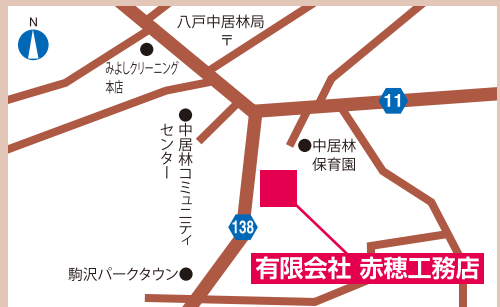 N
八戸中居林局
〒
みよしクリーニング
本店
11
中居林コミュニティ
センター
中居林
保育園
138
有限会社 赤穂工務店
駒沢パークタウン